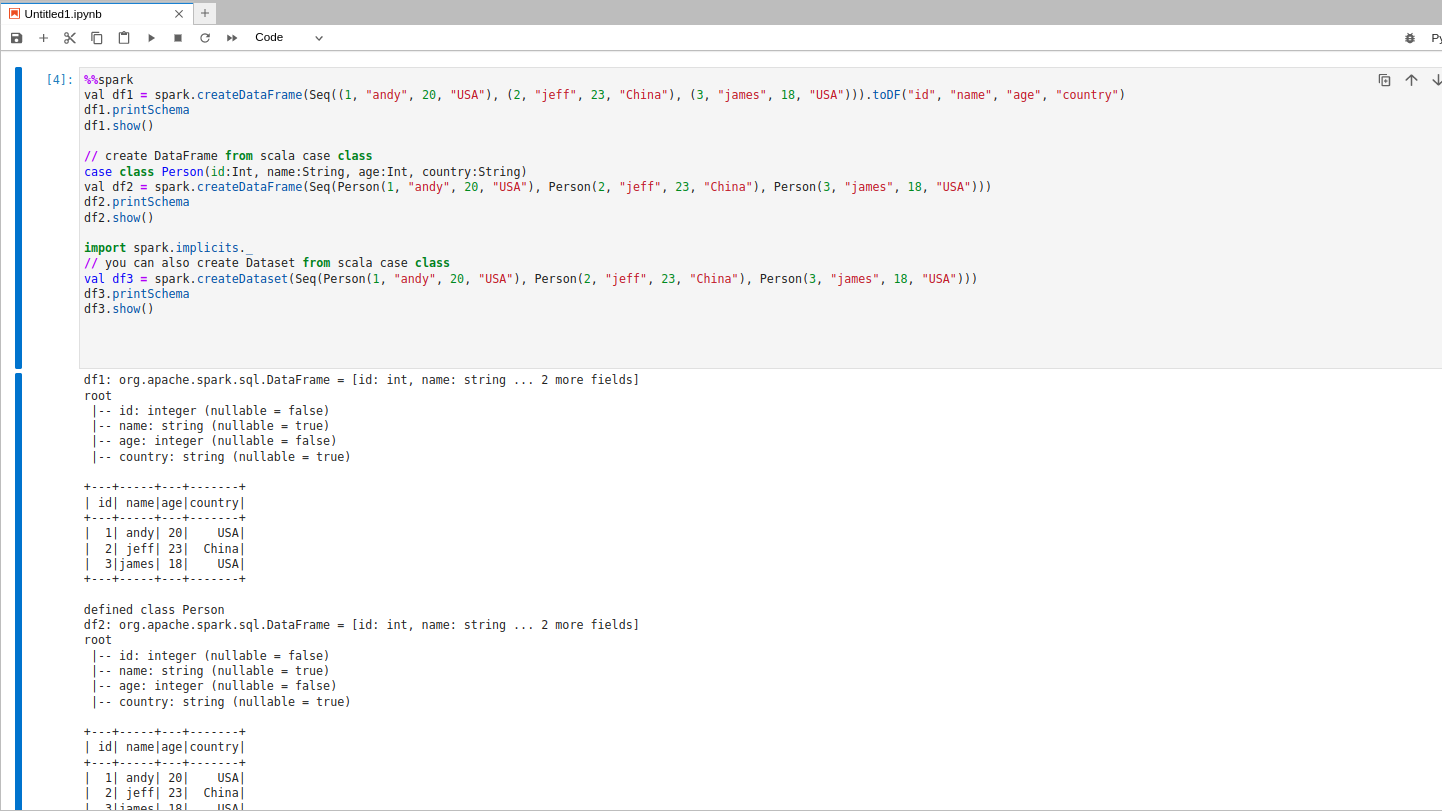 Untitled1.ipynb
Code
Py
[4]:
%%spark
val df1 = spark.createDataFrame(Seq((1, "andy", 20, "USA"), (2, "jeff", 23, "China"), (3, "james", 18, "USA"))).toDF("id", "name", "age", "country")
df1.printSchema
df1.show()
// create DataFrame from scala case class
case class Person(id:Int, name:String, age:Int, country:String)
val df2 = spark.createDataFrame(Seq(Person(1, "andy", 20, "USA"), Person(2, "jeff", 23, "China"), Person(3, "james", 18, "USA")))
df2.printSchema
df2.show()
import spark.implicits._
// you can also create Dataset from scala case class
val df3 = spark.createDataset(Seq(Person(1, "andy", 20, "USA"), Person(2, "jeff", 23, "China"), Person(3, "james", 18, "USA")))
df3.printSchema
df3.show()
df1: org.apache.spark.sql.DataFrame = [id: int, name: string ... 2 more fields]
root
 |-- id: integer (nullable = false)
 |-- name: string (nullable = true)
 |-- age: integer (nullable = false)
 |-- country: string (nullable = true)
+---+-----+---+-------+
| id| name|age|country|
+---+-----+---+-------+
|  1| andy| 20|    USA|
|  2| jeff| 23|  China|
|  3|james| 18|    USA|
+---+-----+---+-------+
defined class Person
df2: org.apache.spark.sql.DataFrame = [id: int, name: string ... 2 more fields]
root
 |-- id: integer (nullable = false)
 |-- name: string (nullable = true)
 |-- age: integer (nullable = false)
 |-- country: string (nullable = true)
+---+-----+---+-------+
| id| name|age|country|
+---+-----+---+-------+
|  1| andy| 20|    USA|
|  2| jeff| 23|  China|
|  3|james| 18|    USA|